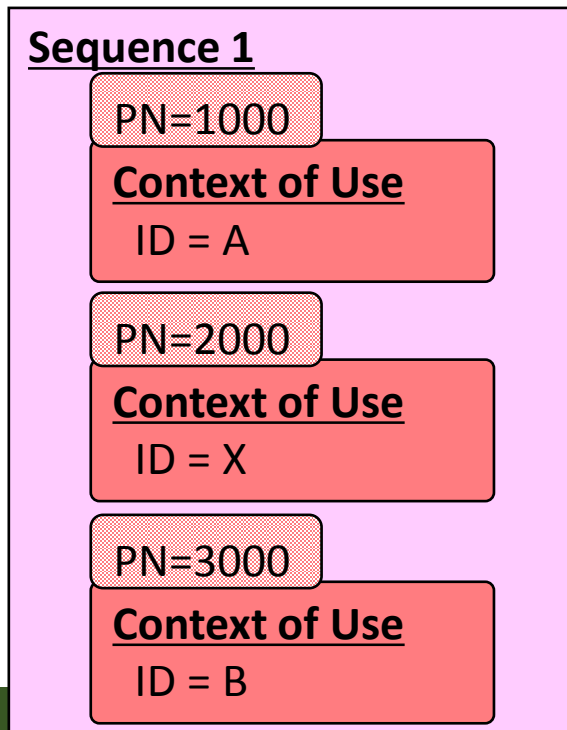 Sequence 1
PN=1000
Context of Use
ID = A
PN=2000
Context of Use
ID = X
PN=3000
Context of Use
ID = B